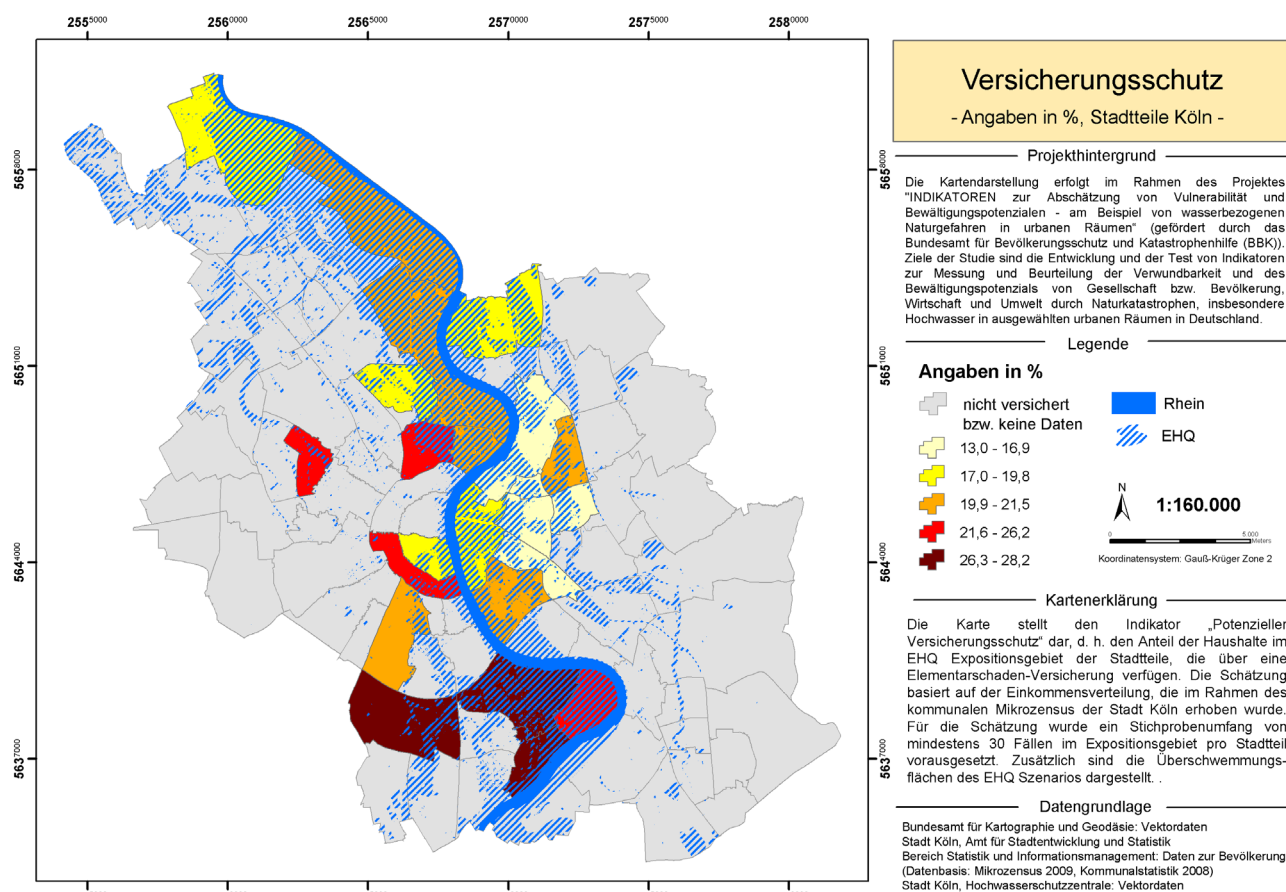 2555000 2560000 2565000 2570000 2575000 2580000
5658000
5651000
5644000
5637000
5658000
5651000
5644000
5637000
Versicherungsschutz
- Angaben in %, Stadtteile Köln -
Projekthintergrund
Die Kartendarstellung erfolgt im Rahmen des Projektes
"INDIKATOREN zur Abschätzung von Vulnerabilität und
Bewältigungspotenzialen - am Beispiel von wasserbezogenen
Naturgefahren in urbanen Räumen" (gefördert durch das
Bundesamt für Bevölkerungsschutz und Katastrophenhilfe (BBK)).
Ziele der Studie sind die Entwicklung und der Test von Indikatoren
zur Messung und Beurteilung der Verwundbarkeit und des
Bewältigungspotenzials von Gesellschaft bzw. Bevölkerung,
Wirtschaft und Umwelt durch Naturkatastrophen, insbesondere
Hochwasser in ausgewählten urbanen Räumen in Deutschland.
Legende
Angaben in %
nicht versichert
bzw. keine Daten
13,0 - 16,9
17,0 - 19,8
19,9 - 21,5
21,6 - 26,2
26,3 - 28,2
Rhein
EHQ
N
1:160.000
0 5 000
Meters
Koordinatensystem: Gauß-Krüger Zone 2
Kartenerklärung
Die Karte stellt den Indikator „Potenzieller
Versicherungsschutz“ dar, d. h. den Anteil der Haushalte im
EHQ Expositionsgebiet der Stadtteile, die über eine
Elementarschaden-Versicherung verfügen. Die Schätzung
basiert auf der Einkommensverteilung, die im Rahmen des
kommunalen Mikrozensus der Stadt Köln erhoben wurde.
Für die Schätzung wurde ein Stichprobenumfang von
mindestens 30 Fällen im Expositionsgebiet pro Stadtteil
vorausgesetzt. Zusätzlich sind die Überschwemmungs-
flächen des EHQ Szenarios dargestellt. .
Datengrundlage
Bundesamt für Kartographie und Geodäsie: Vektordaten
Stadt Köln, Amt für Stadtentwicklung und Statistik
Bereich Statistik und Informationsmanagement: Daten zur Bevölkerung
(Datenbasis: Mikrozensus 2009, Kommunalstatistik 2008)
Stadt Köln, Hochwasserschutzzentrale: Vektordaten